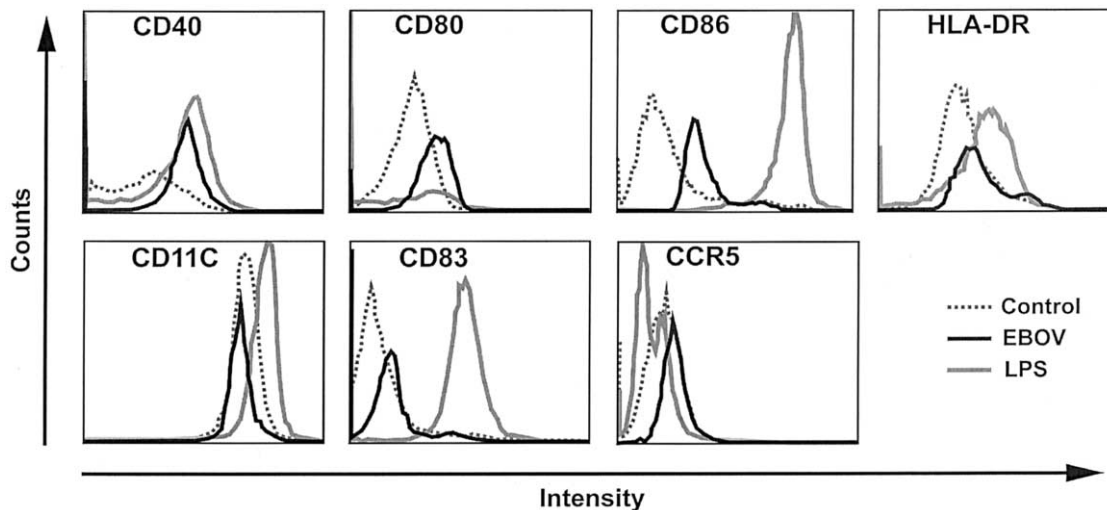 CD40
CD80
CD86
HLA-DR
CD11C
CD83
CCR5
Control
EBOV
LPS
Counts
Intensity